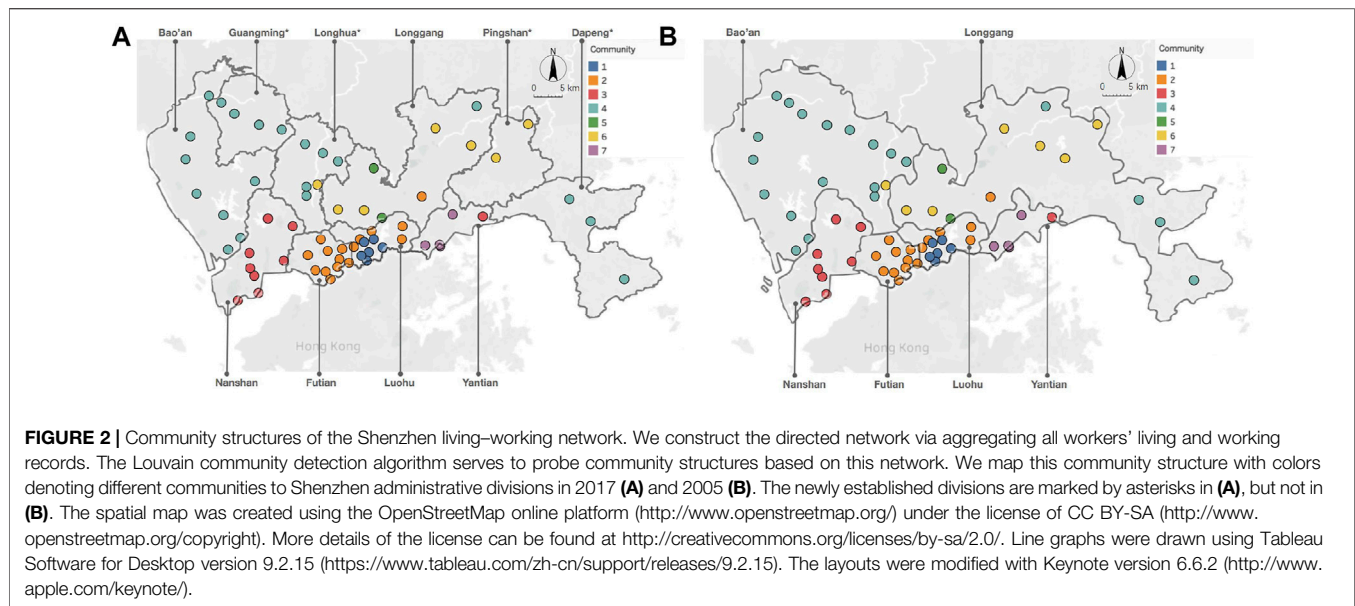 A
Bao'an
Guangming*
Longhua*
Longgang
Pingshan*
Dapeng*
Community
1
2
3
4
5
6
7
N
5 km
Hong Kong
Nanshan
Futian
Luohu
Yantian
B
Bao'an
Longgang
Community
1
2
3
4
5
6
7
N
5 km
Hong Kong
Nanshan
Futian
Luohu
Yantian
FIGURE 2 | Community structures of the Shenzhen living–working network. We construct the directed network via aggregating all workers' living and working
records. The Louvain community detection algorithm serves to probe community structures based on this network. We map this community structure with colors
denoting different communities to Shenzhen administrative divisions in 2017 (A) and 2005 (B). The newly established divisions are marked by asterisks in (A), but not in
(B). The spatial map was created using the OpenStreetMap online platform (http://www.openstreetmap.org/) under the license of CC BY-SA (http://www.
openstreetmap.org/copyright). More details of the license can be found at http://creativecommons.org/licenses/by-sa/2.0/. Line graphs were drawn using Tableau
Software for Desktop version 9.2.15 (https://www.tableau.com/zh-cn/support/releases/9.2.15). The layouts were modified with Keynote version 6.6.2 (http://www.
apple.com/keynote/).